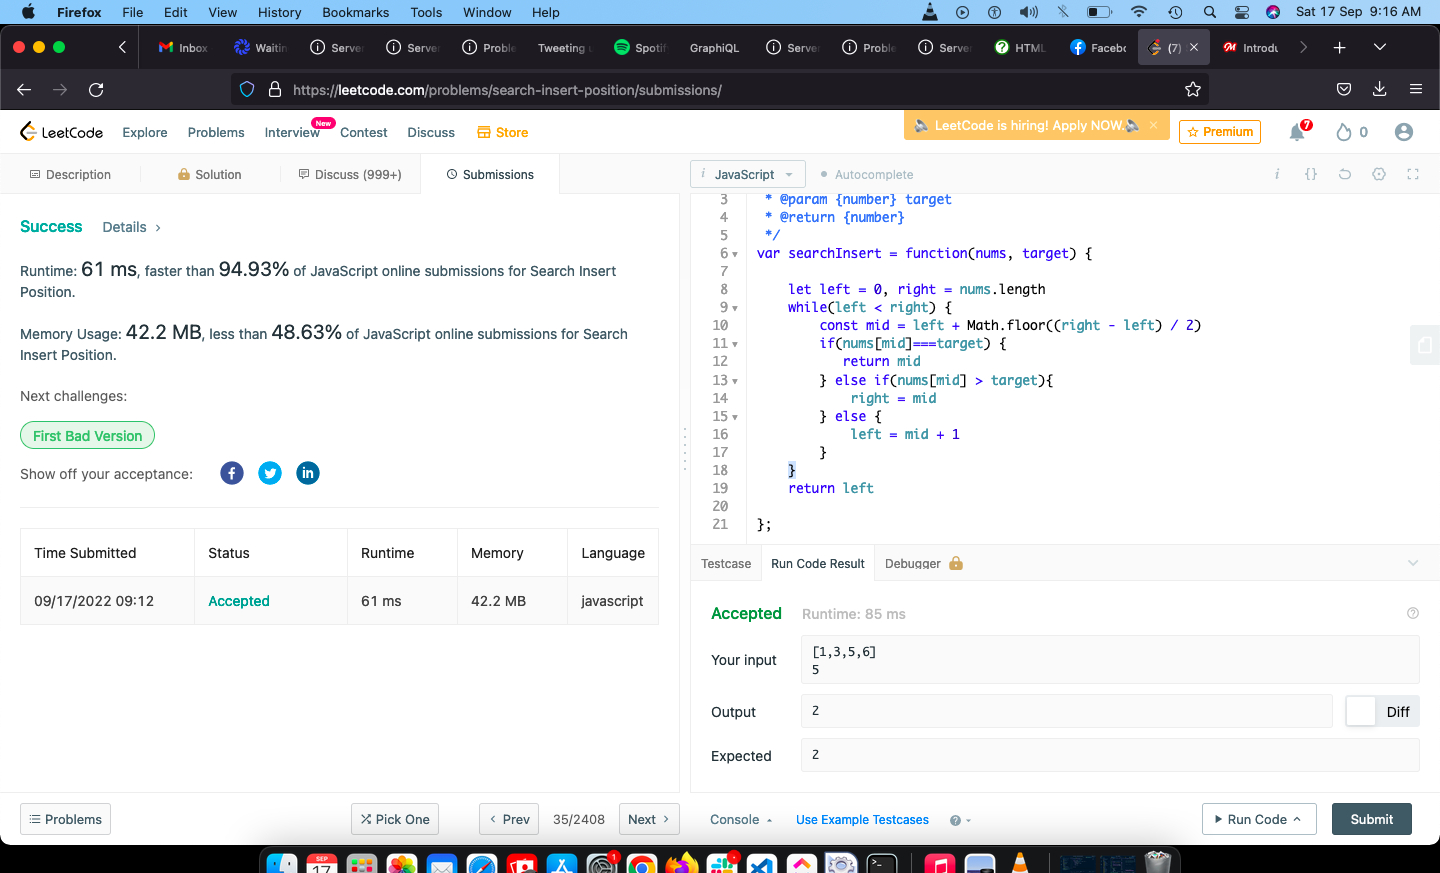 Firefox File Edit View History Bookmarks Tools Window Help Sat 17 Sep 9:16 AM
Inbox Waitin Server Server Proble Tweeting u Spotif GraphiQL Server Proble Server HTML Facebo (7) Introdu
https://leetcode.com/problems/search-insert-position/submissions/
LeetCode Explore Problems Interview New Contest Discuss Store LeetCode is hiring! Apply NOW. Premium 7 0
Description Solution Discuss (999+) Submissions
i JavaScript Autocomplete i {}
Success Details
Runtime: 61 ms, faster than 94.93% of JavaScript online submissions for Search Insert
Position.
Memory Usage: 42.2 MB, less than 48.63% of JavaScript online submissions for Search
Insert Position.
Next challenges:
First Bad Version
Show off your acceptance:
Time Submitted Status Runtime Memory Language
09/17/2022 09:12 Accepted 61 ms 42.2 MB javascript
3 * @param {number} target
4 * @return {number}
5 */
6 var searchInsert = function(nums, target) {
7
8 let left = 0, right = nums.length
9 while(left < right) {
10 const mid = left + Math.floor((right - left) / 2)
11 if(nums[mid]===target) {
12 return mid
13 } else if(nums[mid] > target){
14 right = mid
15 } else {
16 left = mid + 1
17 }
18 }
19 return left
20
21 };
Testcase Run Code Result Debugger
Accepted Runtime: 85 ms
Your input [1,3,5,6]
5
Output 2 Diff
Expected 2
Problems Pick One Prev 35/2408 Next Console Use Example Testcases Run Code Submit
SEP
17
1